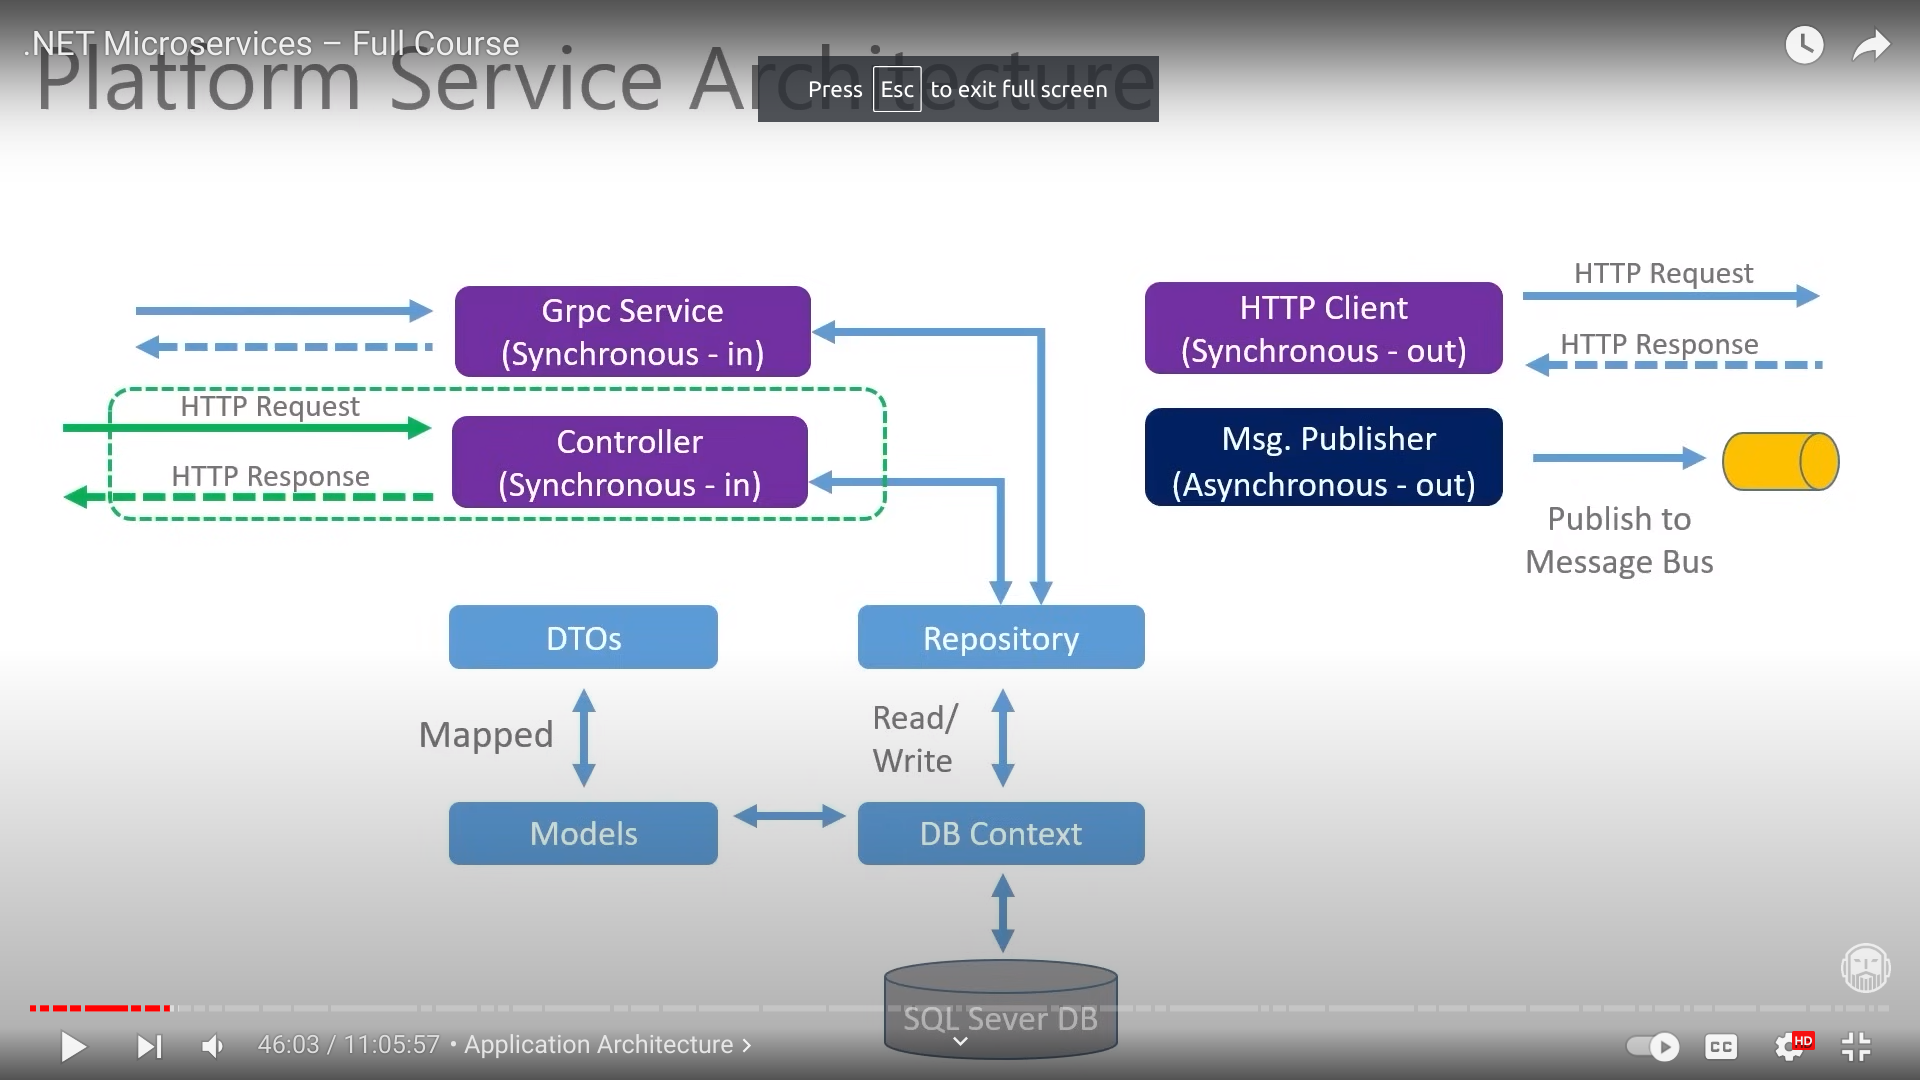 .NET Microservices – Full Course
Platform Service Architecture
Press Esc to exit full screen
Grpc Service
(Synchronous - in)
HTTP Request
HTTP Response
Controller
(Synchronous - in)
HTTP Client
(Synchronous - out)
HTTP Request
HTTP Response
Msg. Publisher
(Asynchronous - out)
Publish to
Message Bus
DTOs
Repository
Mapped
Read/
Write
Models
DB Context
SQL Sever DB
46:03 / 11:05:57 • Application Architecture
CC
HD